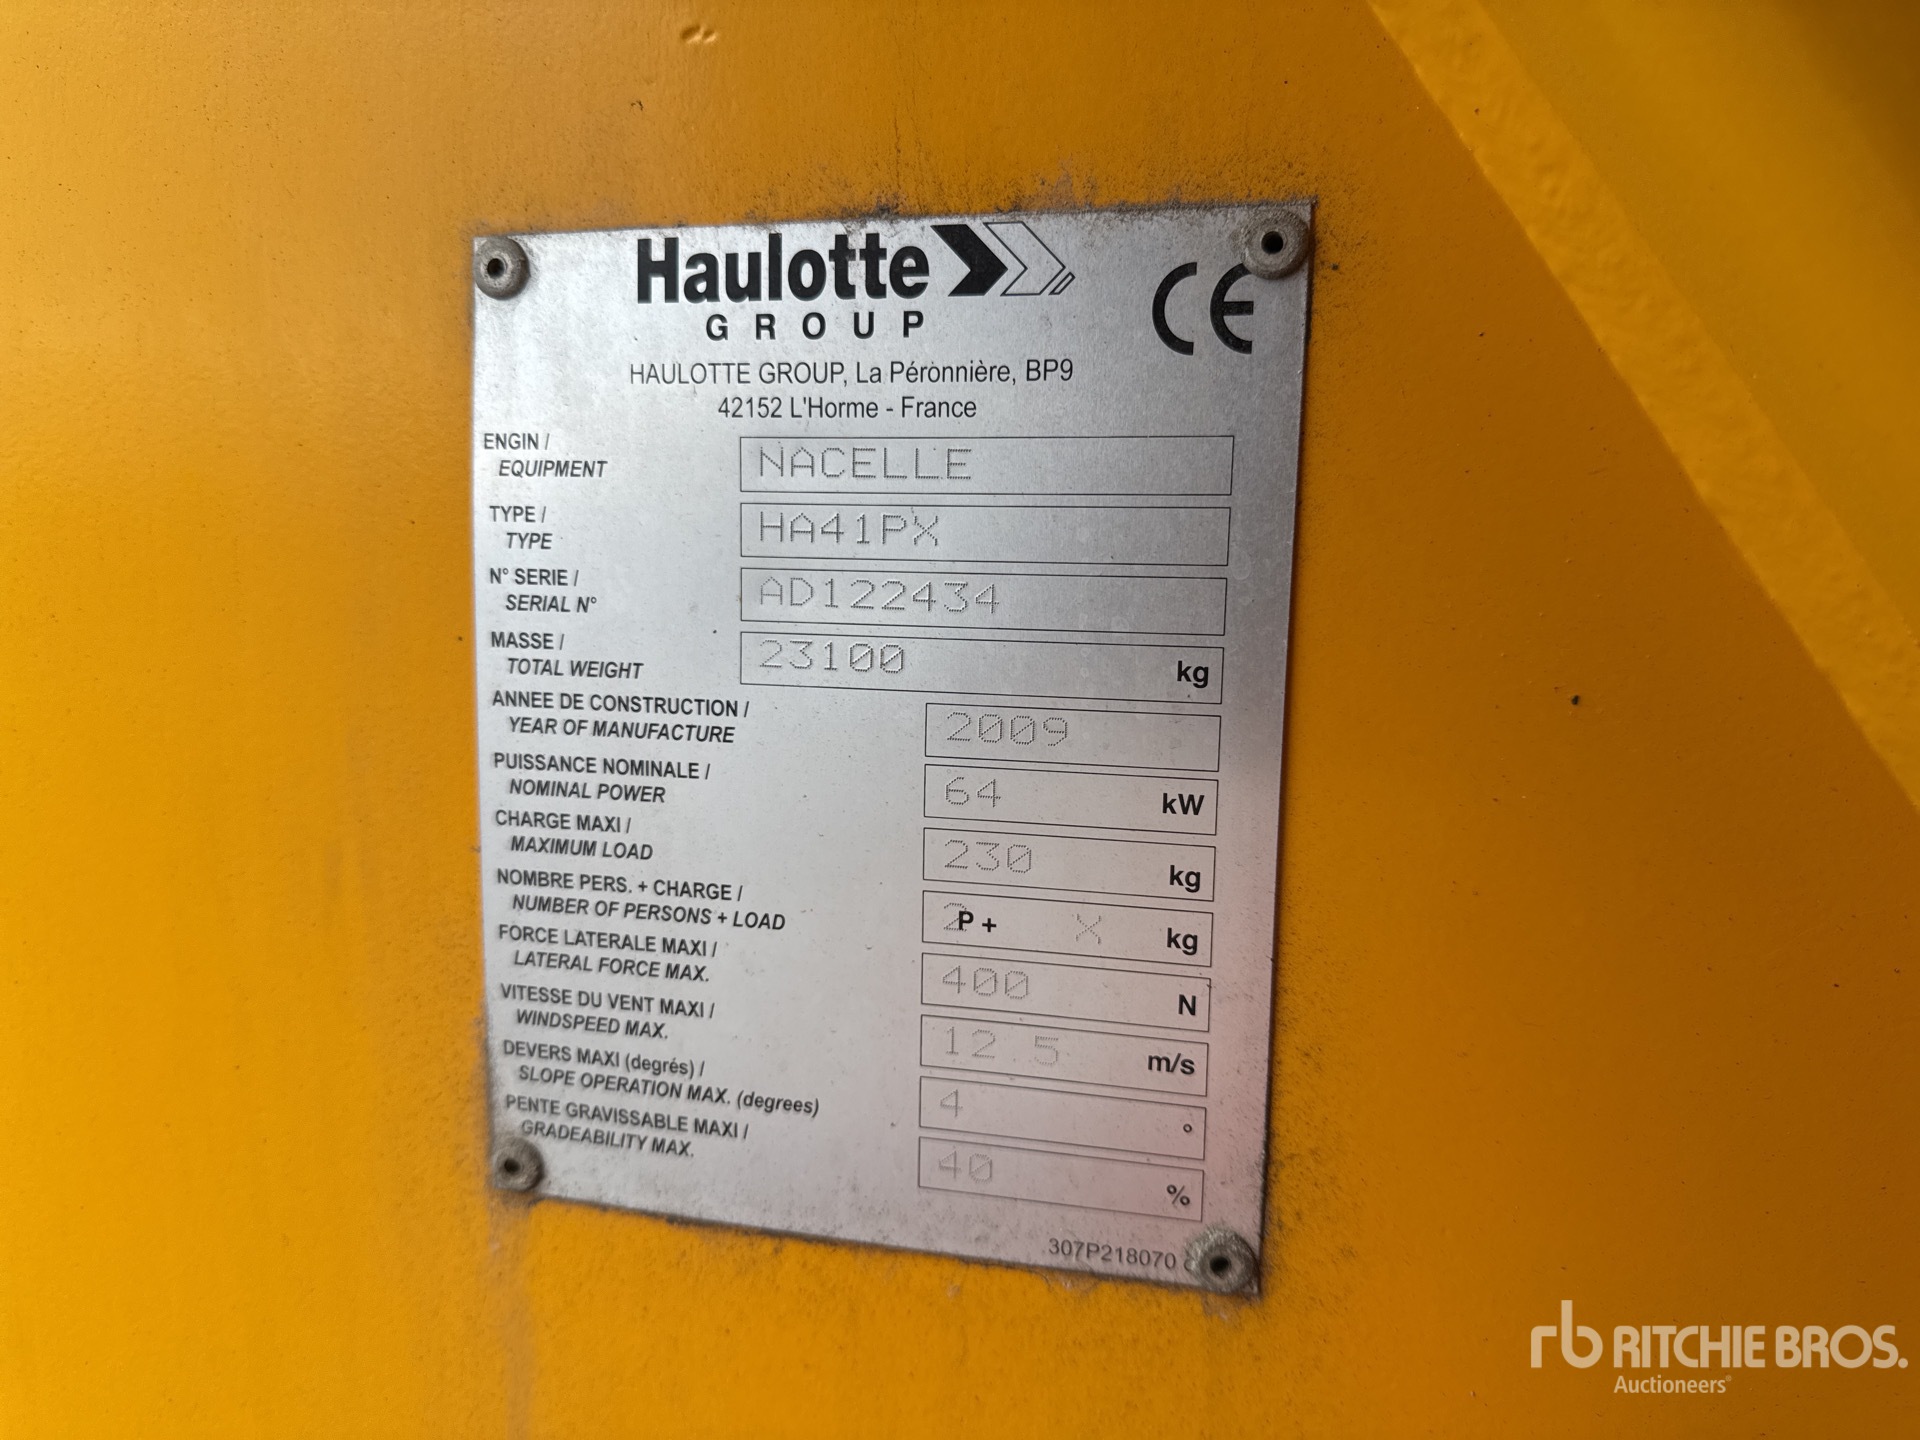 Haulotte
GROUP
CE
HAULOTTE GROUP, La Péronnière, BP9
42152 L'Horme - France
ENGIN /
EQUIPMENT
NACELLE
TYPE /
TYPE
HA41PX
N° SERIE /
SERIAL N°
AD122434
MASSE /
TOTAL WEIGHT
23100 kg
ANNEE DE CONSTRUCTION /
YEAR OF MANUFACTURE
2009
PUISSANCE NOMINALE /
NOMINAL POWER
64 kW
CHARGE MAXI /
MAXIMUM LOAD
230 kg
NOMBRE PERS. + CHARGE /
NUMBER OF PERSONS + LOAD
2 P + X kg
FORCE LATERALE MAXI /
LATERAL FORCE MAX.
400 N
VITESSE DU VENT MAXI /
WINDSPEED MAX.
12.5 m/s
DEVERS MAXI (degrés) /
SLOPE OPERATION MAX. (degrees)
4 °
PENTE GRAVISSABLE MAXI /
GRADEABILITY MAX.
40 %
307P218070
rb RITCHIE BROS.
Auctioneers